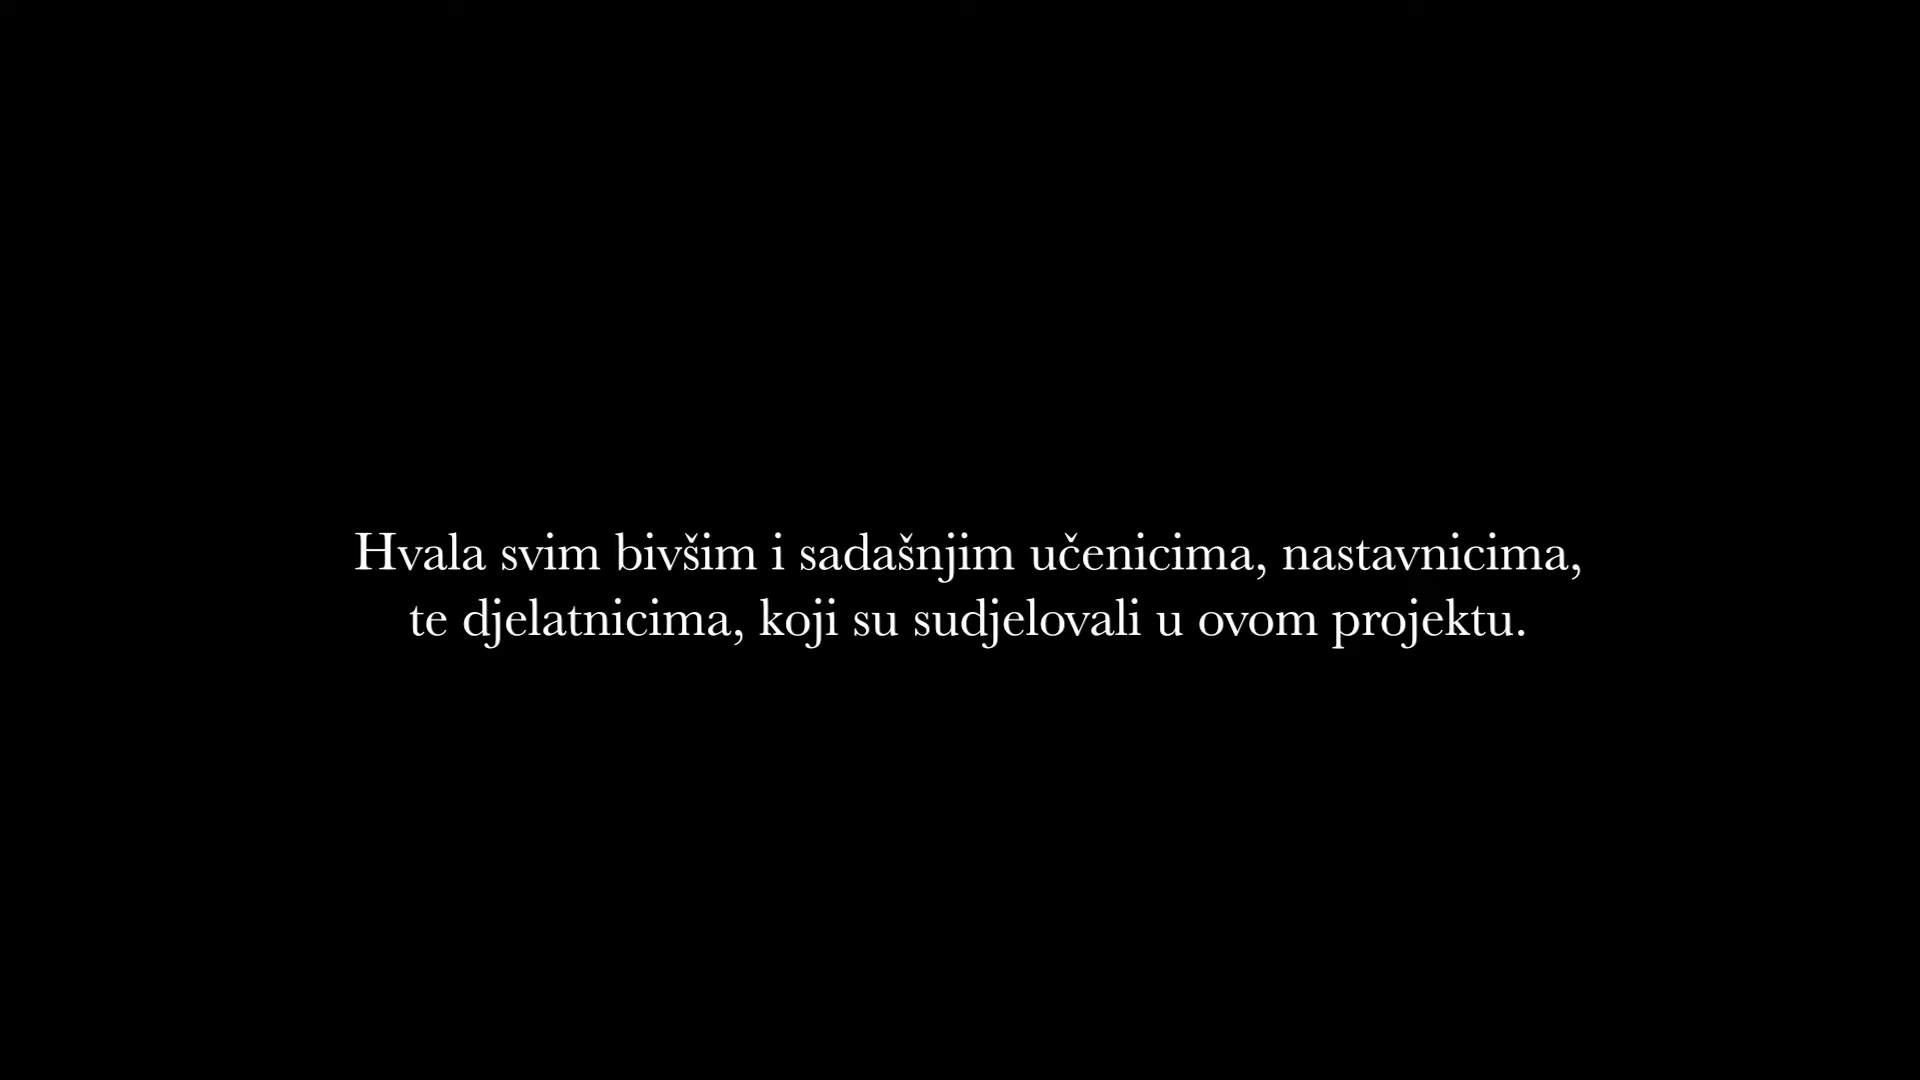 Hvala svim bivšim i sadašnjim učenicima, nastavnicima,
te djelatnicima, koji su sudjelovali u ovom projektu.